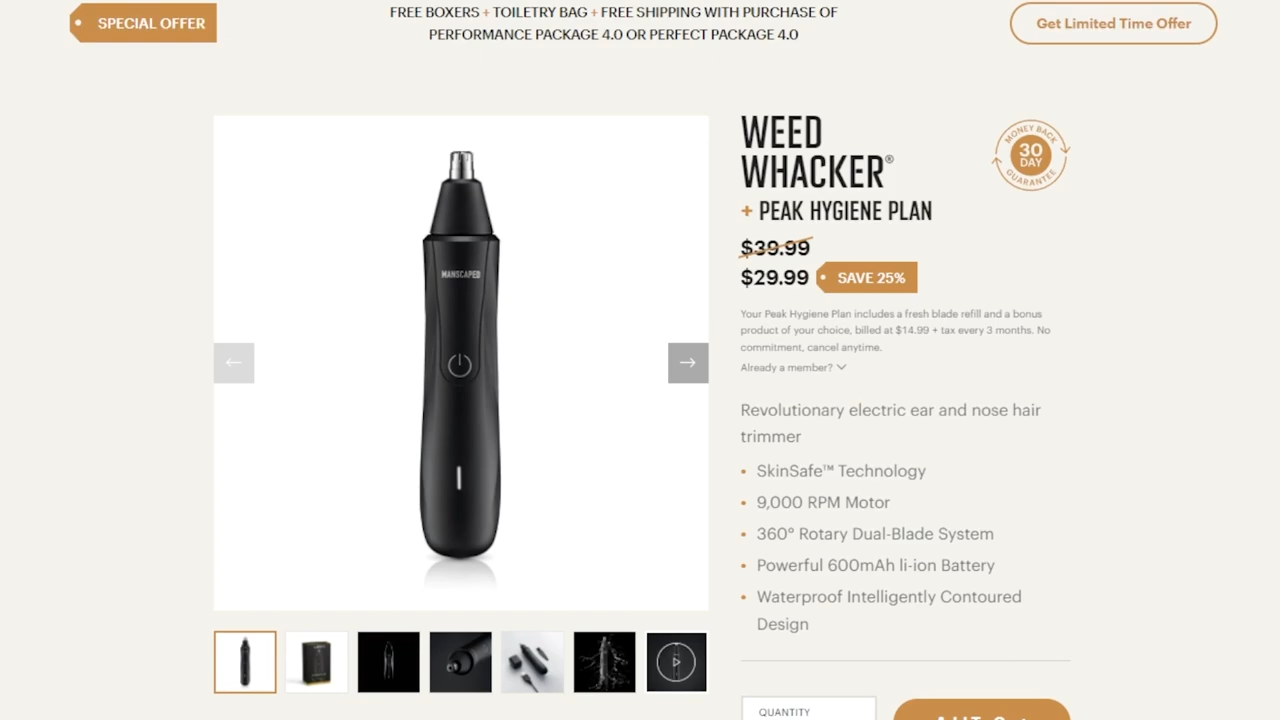 SPECIAL OFFER
FREE BOXERS + TOILETRY BAG + FREE SHIPPING WITH PURCHASE OF
PERFORMANCE PACKAGE 4.0 OR PERFECT PACKAGE 4.0
Get Limited Time Offer
MANSCAPED
WEED
WHACKER®
+ PEAK HYGIENE PLAN
MONEY BACK
30
DAY
GUARANTEE
$39.99
$29.99
SAVE 25%
Your Peak Hygiene Plan includes a fresh blade refill and a bonus
product of your choice, billed at $14.99 + tax every 3 months. No
commitment, cancel anytime.
Already a member?
Revolutionary electric ear and nose hair
trimmer
• SkinSafe™ Technology
• 9,000 RPM Motor
• 360° Rotary Dual-Blade System
• Powerful 600mAh li-ion Battery
• Waterproof Intelligently Contoured
Design
QUANTITY